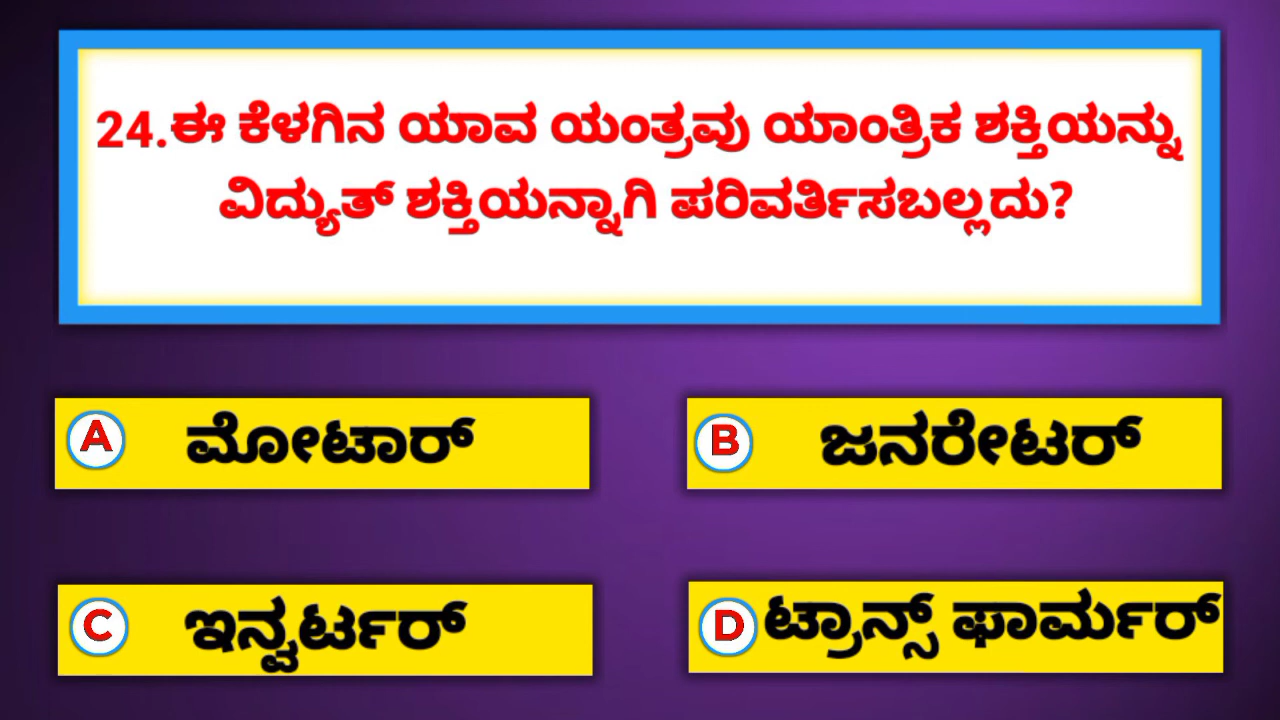 24.ಈ ಕೆಳಗಿನ ಯಾವ ಯಂತ್ರವು ಯಾಂತ್ರಿಕ ಶಕ್ತಿಯನ್ನು
ವಿದ್ಯುತ್ ಶಕ್ತಿಯನ್ನಾಗಿ ಪರಿವರ್ತಿಸಬಲ್ಲದು?
A ಮೋಟಾರ್
B ಜನರೇಟರ್
C ಇನ್ವರ್ಟರ್
D ಟ್ರಾನ್ಸ್ ಫಾರ್ಮರ್